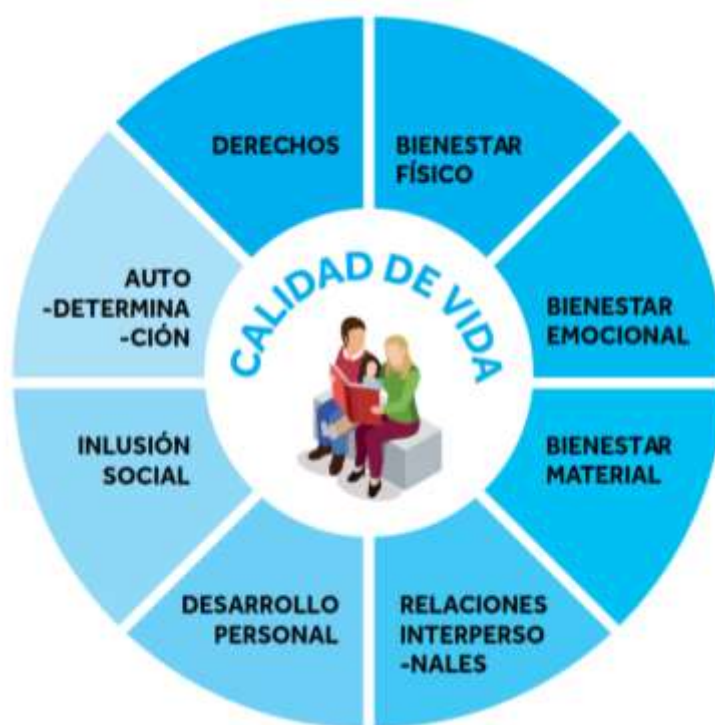 DERECHOS
BIENESTAR
FÍSICO
AUTO
-DETERMINA
-CIÓN
CALIDAD DE VIDA
BIENESTAR
EMOCIONAL
INLUSIÓN
SOCIAL
BIENESTAR
MATERIAL
DESARROLLO
PERSONAL
RELACIONES
INTERPERSO
-NALES